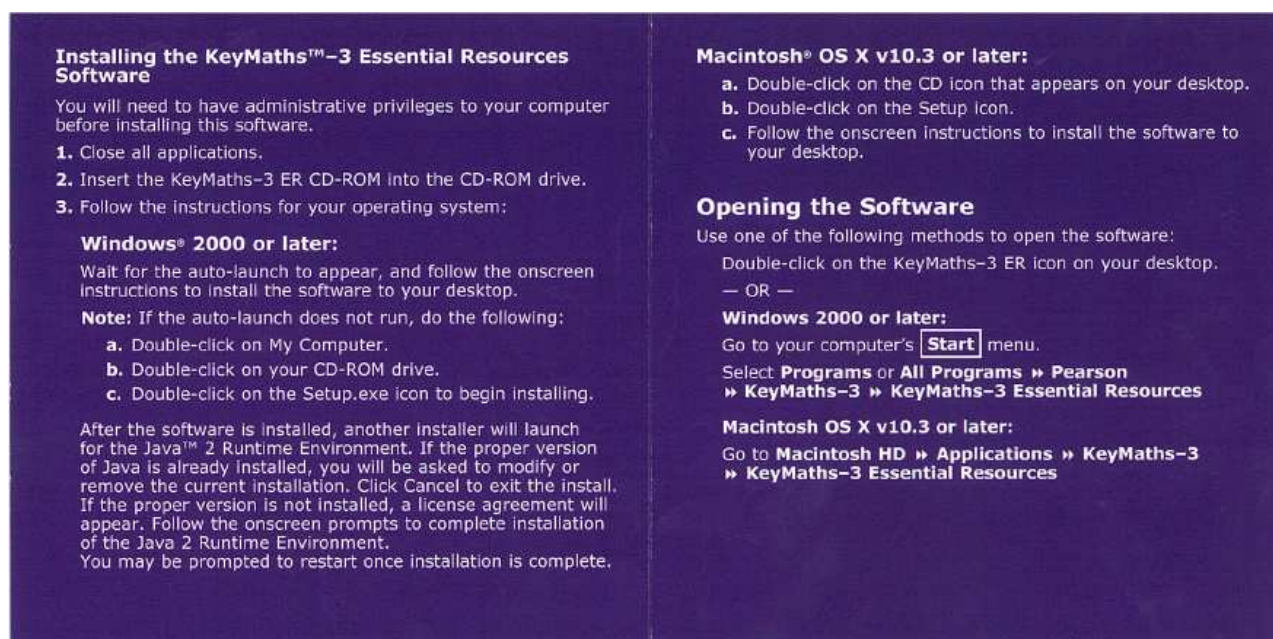 Installing the KeyMaths™–3 Essential Resources
Software
You will need to have administrative privileges to your computer
before installing this software.
1. Close all applications.
2. Insert the KeyMaths–3 ER CD-ROM into the CD-ROM drive.
3. Follow the instructions for your operating system:
Windows® 2000 or later:
Wait for the auto-launch to appear, and follow the onscreen
instructions to install the software to your desktop.
Note: If the auto-launch does not run, do the following:
a. Double-click on My Computer.
b. Double-click on your CD-ROM drive.
c. Double-click on the Setup.exe icon to begin installing.
After the software is installed, another installer will launch
for the Java™ 2 Runtime Environment. If the proper version
of Java is already installed, you will be asked to modify or
remove the current installation. Click Cancel to exit the install.
If the proper version is not installed, a license agreement will
appear. Follow the onscreen prompts to complete installation
of the Java 2 Runtime Environment.
You may be prompted to restart once installation is complete.
Macintosh® OS X v10.3 or later:
a. Double-click on the CD icon that appears on your desktop.
b. Double-click on the Setup icon.
c. Follow the onscreen instructions to install the software to
your desktop.
Opening the Software
Use one of the following methods to open the software:
Double-click on the KeyMaths–3 ER icon on your desktop.
— OR —
Windows 2000 or later:
Go to your computer's Start menu.
Select Programs or All Programs » Pearson
» KeyMaths–3 » KeyMaths–3 Essential Resources
Macintosh OS X v10.3 or later:
Go to Macintosh HD » Applications » KeyMaths–3
» KeyMaths–3 Essential Resources